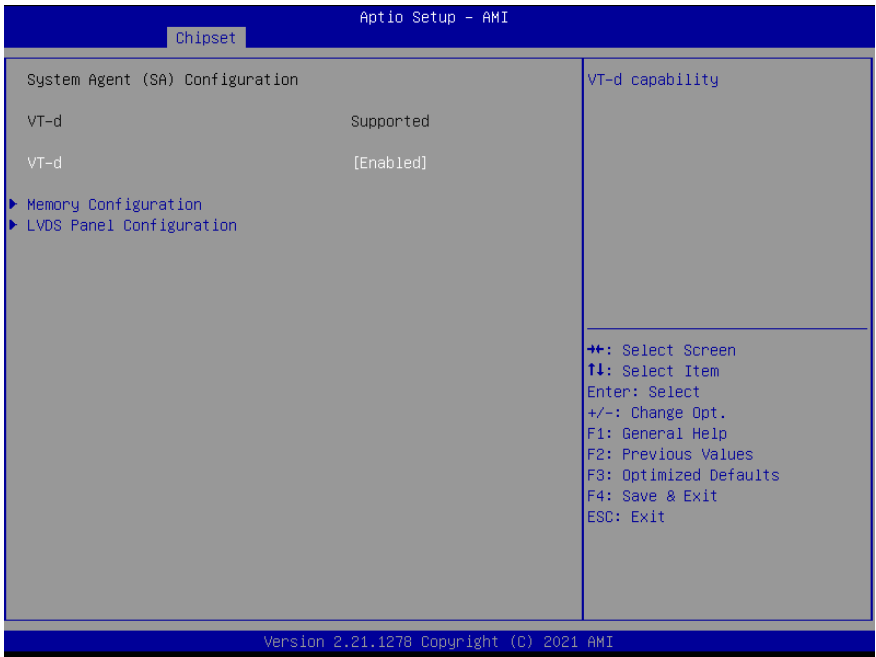 Aptio Setup – AMI
Chipset
System Agent (SA) Configuration
VT-d Supported
VT-d [Enabled]
▶ Memory Configuration
▶ LVDS Panel Configuration
VT-d capability
→←: Select Screen
↑↓: Select Item
Enter: Select
+/-: Change Opt.
F1: General Help
F2: Previous Values
F3: Optimized Defaults
F4: Save & Exit
ESC: Exit
Version 2.21.1278 Copyright (C) 2021 AMI